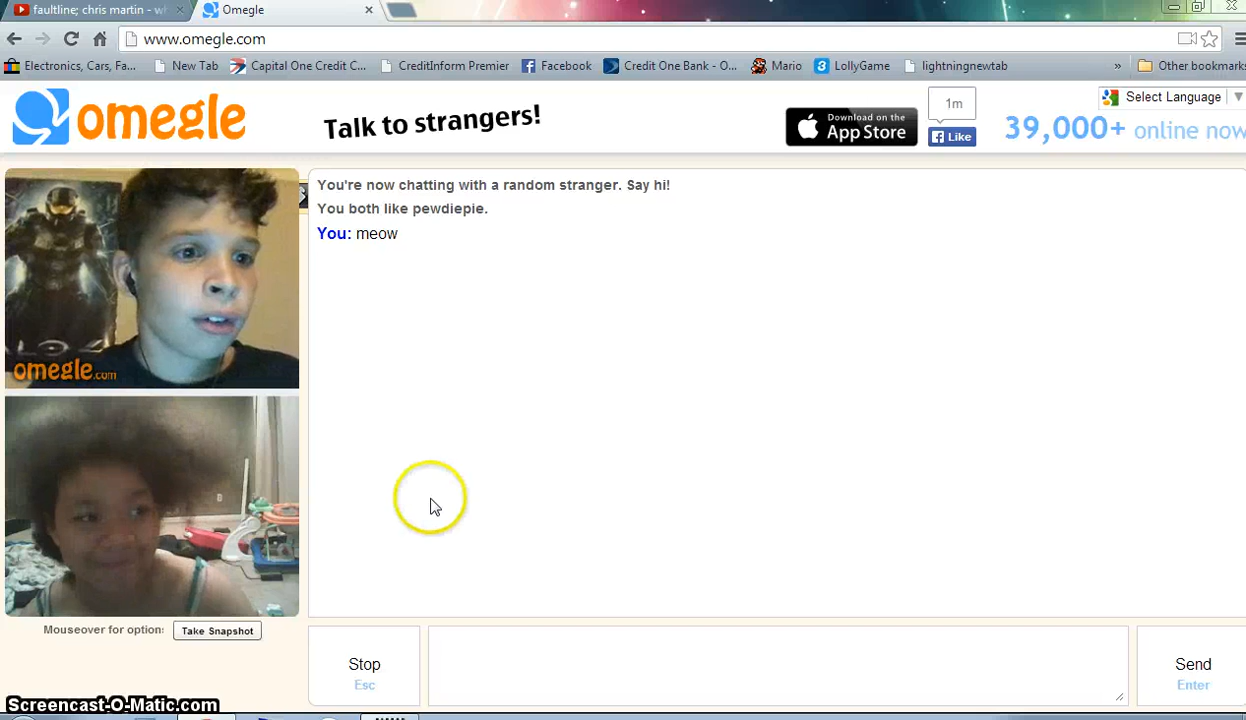 faultline; chris martin - w
Omegle
www.omegle.com
Electronics, Cars, Fa...
New Tab
Capital One Credit C...
CreditInform Premier
Facebook
Credit One Bank - O...
Mario
LollyGame
lightningnewtab
»
Other bookmarks
omegle
Talk to strangers!
Download on the
App Store
1m
Like
Select Language
39,000+ online now
You're now chatting with a random stranger. Say hi!
You both like pewdiepie.
You: meow
omegle.com
Mouseover for option:
Take Snapshot
Stop
Esc
Send
Enter
Screencast-O-Matic.com